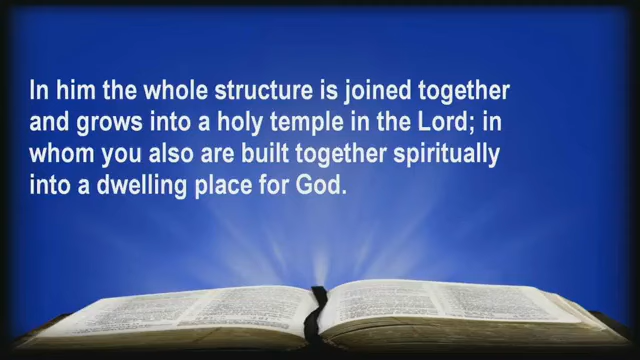 In him the whole structure is joined together
and grows into a holy temple in the Lord; in
whom you also are built together spiritually
into a dwelling place for God.